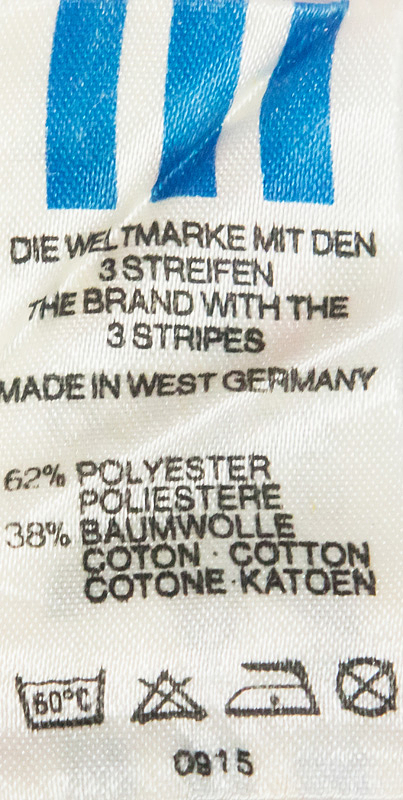 DIE WELTMARKE MIT DEN
3 STREIFEN
THE BRAND WITH THE
3 STRIPES
MADE IN WEST GERMANY
62% POLYESTER
POLIESTERE
38% BAUMWOLLE
COTON · COTTON
COTONE · KATOEN
60°C
0915